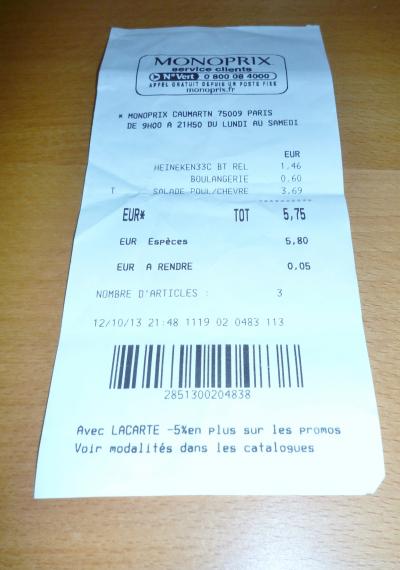 MONOPRIX
service clients
N°Vert 0 800 08 4000
APPEL GRATUIT DEPUIS UN POSTE FIXE
monoprix.fr
* MONOPRIX CAUMARTN 75009 PARIS
DE 9H00 A 21H50 DU LUNDI AU SAMEDI
EUR
HEINEKEN33C BT REL 1.46
BOULANGERIE 0.60
T SALADE POUL/CHEVRE 3.69
EUR* TOT 5,75
EUR Espèces 5,80
EUR A RENDRE 0,05
NOMBRE D'ARTICLES : 3
12/10/13 21:48 1119 02 0483 113
2851300204838
Avec LACARTE -5%en plus sur les promos
Voir modalités dans les catalogues